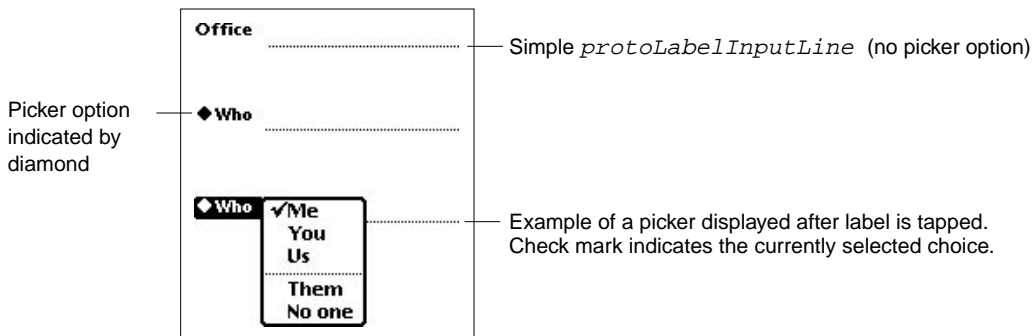 Office
Simple protoLabelInputLine (no picker option)
Picker option
indicated by
diamond
◆ Who
◆ Who
✓Me
You
Us
Them
No one
Example of a picker displayed after label is tapped.
Check mark indicates the currently selected choice.